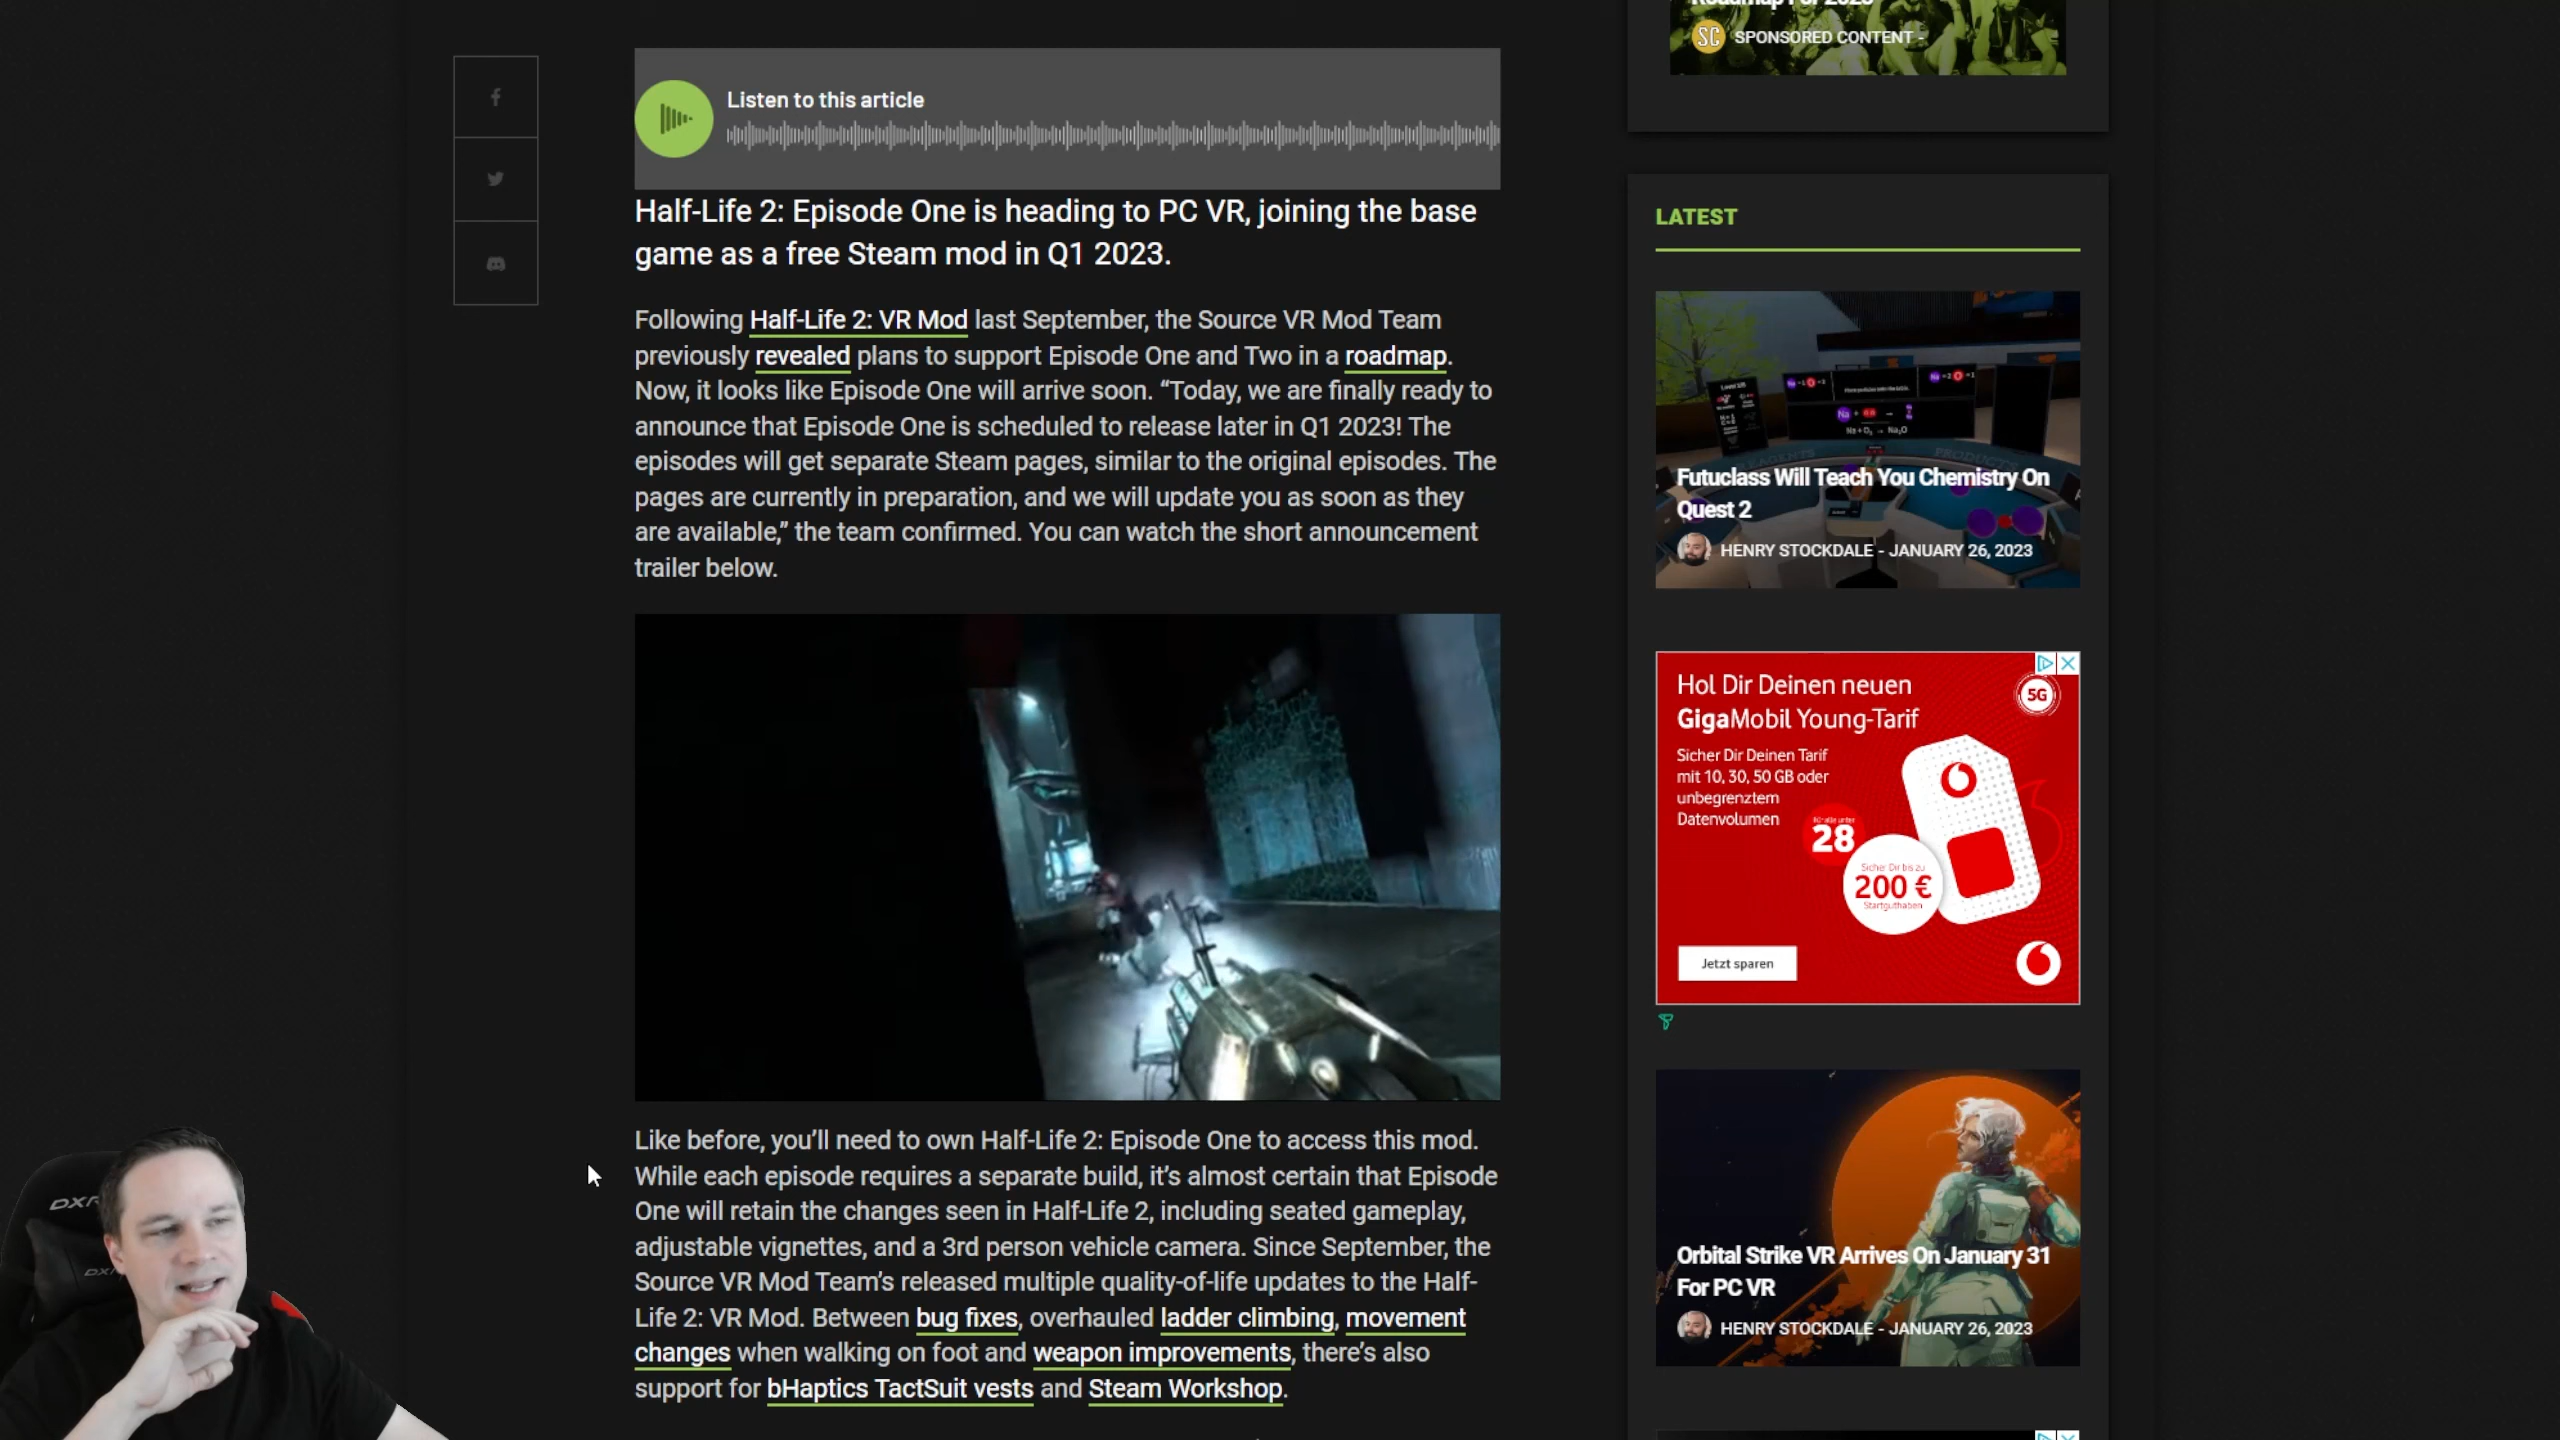 SC SPONSORED CONTENT -
Listen to this article
Half-Life 2: Episode One is heading to PC VR, joining the base
game as a free Steam mod in Q1 2023.
Following Half-Life 2: VR Mod last September, the Source VR Mod Team
previously revealed plans to support Episode One and Two in a roadmap.
Now, it looks like Episode One will arrive soon. “Today, we are finally ready to
announce that Episode One is scheduled to release later in Q1 2023! The
episodes will get separate Steam pages, similar to the original episodes. The
pages are currently in preparation, and we will update you as soon as they
are available,” the team confirmed. You can watch the short announcement
trailer below.
Like before, you’ll need to own Half-Life 2: Episode One to access this mod.
While each episode requires a separate build, it’s almost certain that Episode
One will retain the changes seen in Half-Life 2, including seated gameplay,
adjustable vignettes, and a 3rd person vehicle camera. Since September, the
Source VR Mod Team’s released multiple quality-of-life updates to the Half-
Life 2: VR Mod. Between bug fixes, overhauled ladder climbing, movement
changes when walking on foot and weapon improvements, there’s also
support for bHaptics TactSuit vests and Steam Workshop.
LATEST
Futuclass Will Teach You Chemistry On
Quest 2
HENRY STOCKDALE - JANUARY 26, 2023
Hol Dir Deinen neuen
GigaMobil Young-Tarif
5G
Sicher Dir Deinen Tarif
mit 10, 30, 50 GB oder
unbegrenztem
Datenvolumen
28
Sicher Dir bis zu
200 €
Startguthaben
Jetzt sparen
Orbital Strike VR Arrives On January 31
For PC VR
HENRY STOCKDALE - JANUARY 26, 2023